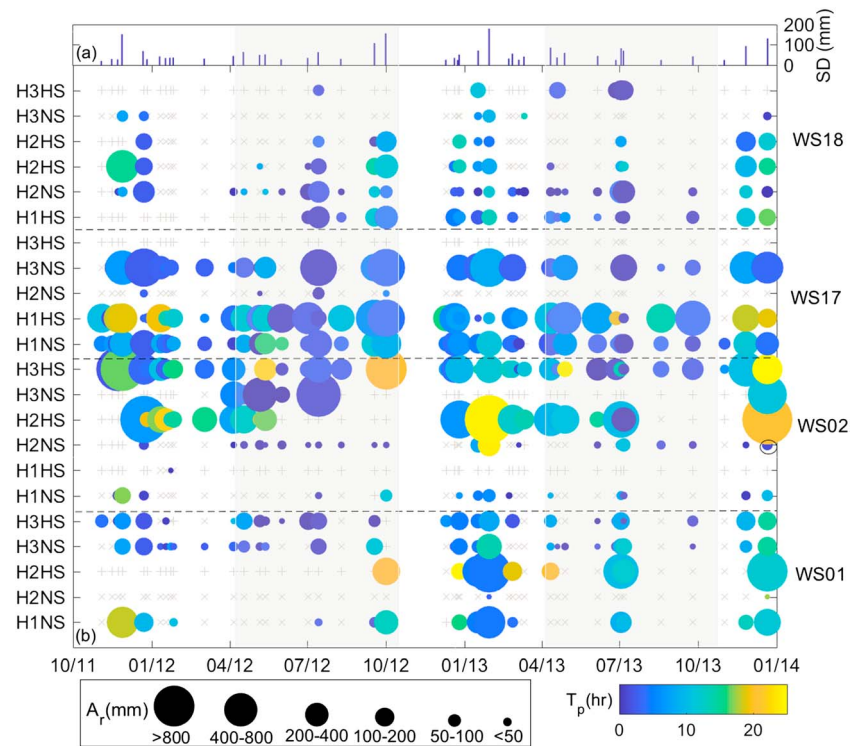 (a)
200
100
0
SD (mm)
H3HS
H3NS
H2HS
H2HS
H2NS
H1HS
WS18
H3HS
H3NS
H2NS
H1HS
H1NS
WS17
H3HS
H3NS
H2HS
H2NS
H1HS
H1NS
WS02
H3HS
H3NS
H2HS
H2NS
H1NS
WS01
(b)
10/11 01/12 04/12 07/12 10/12 01/13 04/13 07/13 10/13 01/14
Ar(mm)
>800 400-800 200-400 100-200 50-100 <50
Tp(hr)
0 10 20